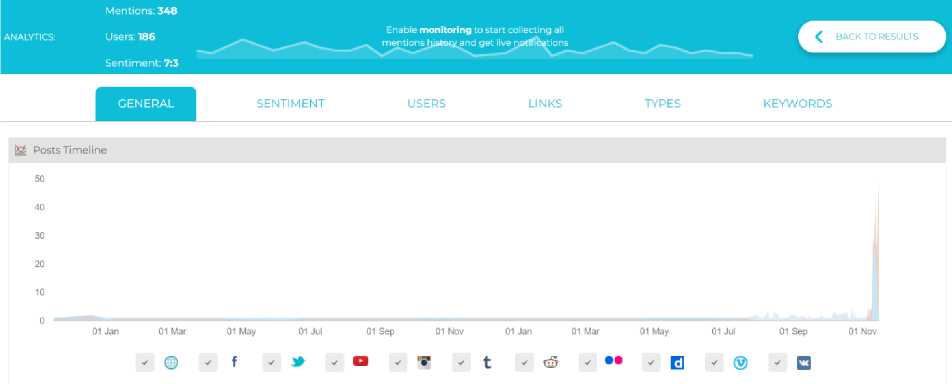 Mentions: 348
ANALYTICS:
Users: 186
Sentiment: 7:3
Enable monitoring to start collecting all
mentions history and get live notifications
BACK TO RESULTS
GENERAL SENTIMENT USERS LINKS TYPES KEYWORDS
Posts Timeline
50
40
30
20
10
0
01 Jan 01 Mar 01 May 01 Jul 01 Sep 01 Nov 01 Jan 01 Mar 01 May 01 Jul 01 Sep 01 Nov